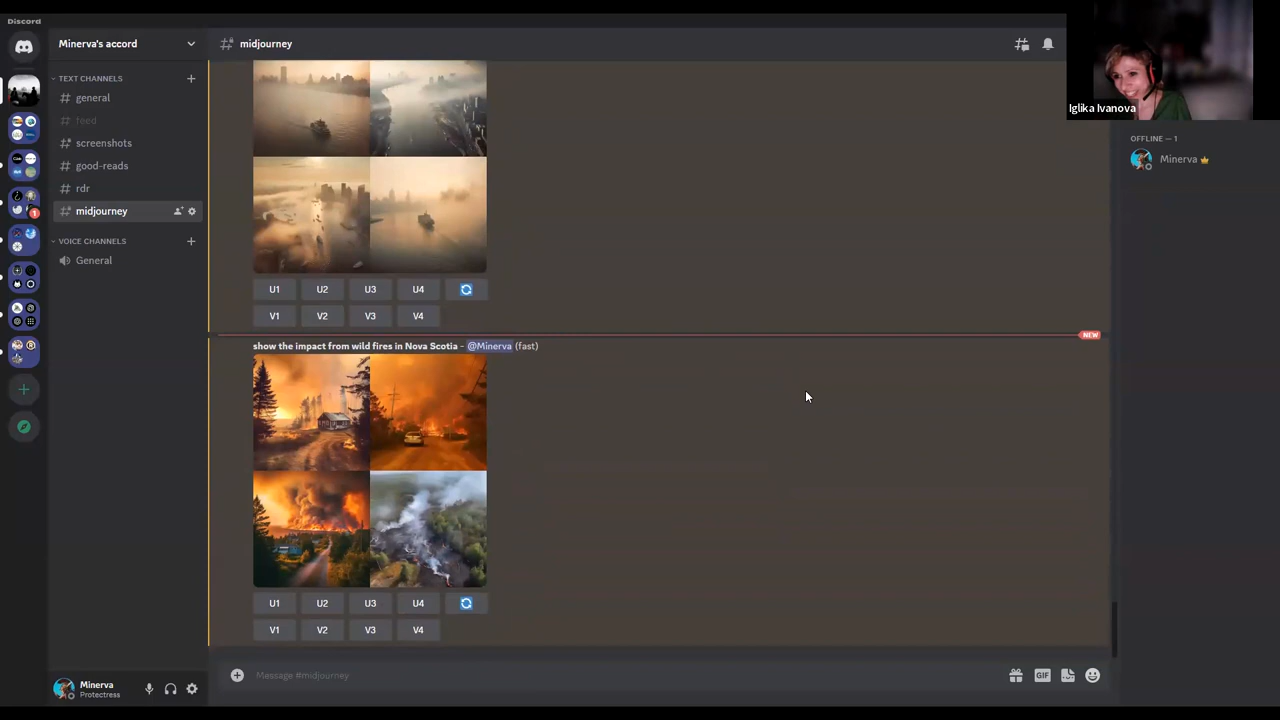 Discord
Minerva's accord
midjourney
Iglika Ivanova
TEXT CHANNELS
general
feed
screenshots
good-reads
rdr
midjourney
VOICE CHANNELS
General
1
OFFLINE — 1
Minerva
U1 U2 U3 U4
V1 V2 V3 V4
NEW
show the impact from wild fires in Nova Scotia - @Minerva (fast)
U1 U2 U3 U4
V1 V2 V3 V4
Minerva
Protectress
Message #midjourney
GIF